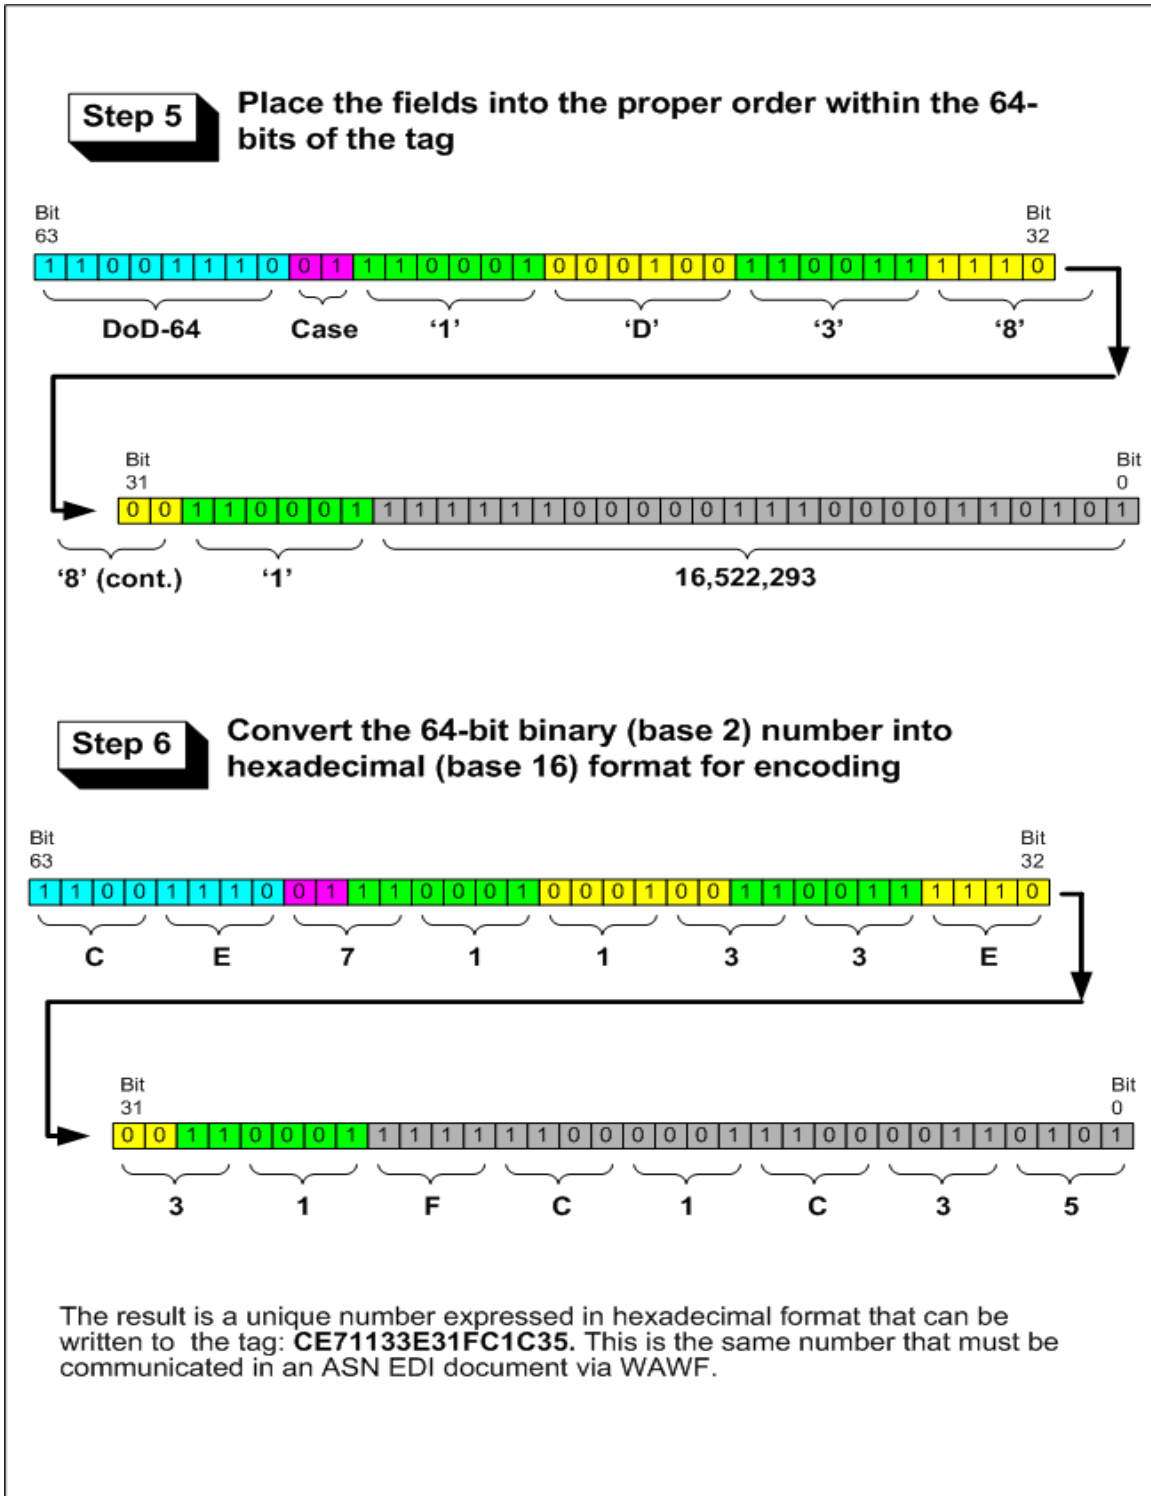 Step 5
Place the fields into the proper order within the 64-
bits of the tag
Bit
63
Bit
32
1 1 0 0 1 1 1 0 0 1 1 1 0 0 0 1 0 0 0 1 0 0 1 1 0 0 1 1 1 1 1 0
DoD-64 Case ‘1’ ‘D’ ‘3’ ‘8’
Bit
31
Bit
0
0 0 1 1 0 0 0 1 1 1 1 1 1 1 0 0 0 0 0 1 1 1 0 0 0 0 1 1 0 1 0 1
‘8’ (cont.) ‘1’ 16,522,293
Step 6
Convert the 64-bit binary (base 2) number into
hexadecimal (base 16) format for encoding
Bit
63
Bit
32
1 1 0 0 1 1 1 0 0 1 1 1 0 0 0 1 0 0 0 1 0 0 1 1 0 0 1 1 1 1 1 0
C E 7 1 1 3 3 E
Bit
31
Bit
0
0 0 1 1 0 0 0 1 1 1 1 1 1 1 0 0 0 0 0 1 1 1 0 0 0 0 1 1 0 1 0 1
3 1 F C 1 C 3 5
The result is a unique number expressed in hexadecimal format that can be
written to the tag: CE71133E31FC1C35. This is the same number that must be
communicated in an ASN EDI document via WAWF.